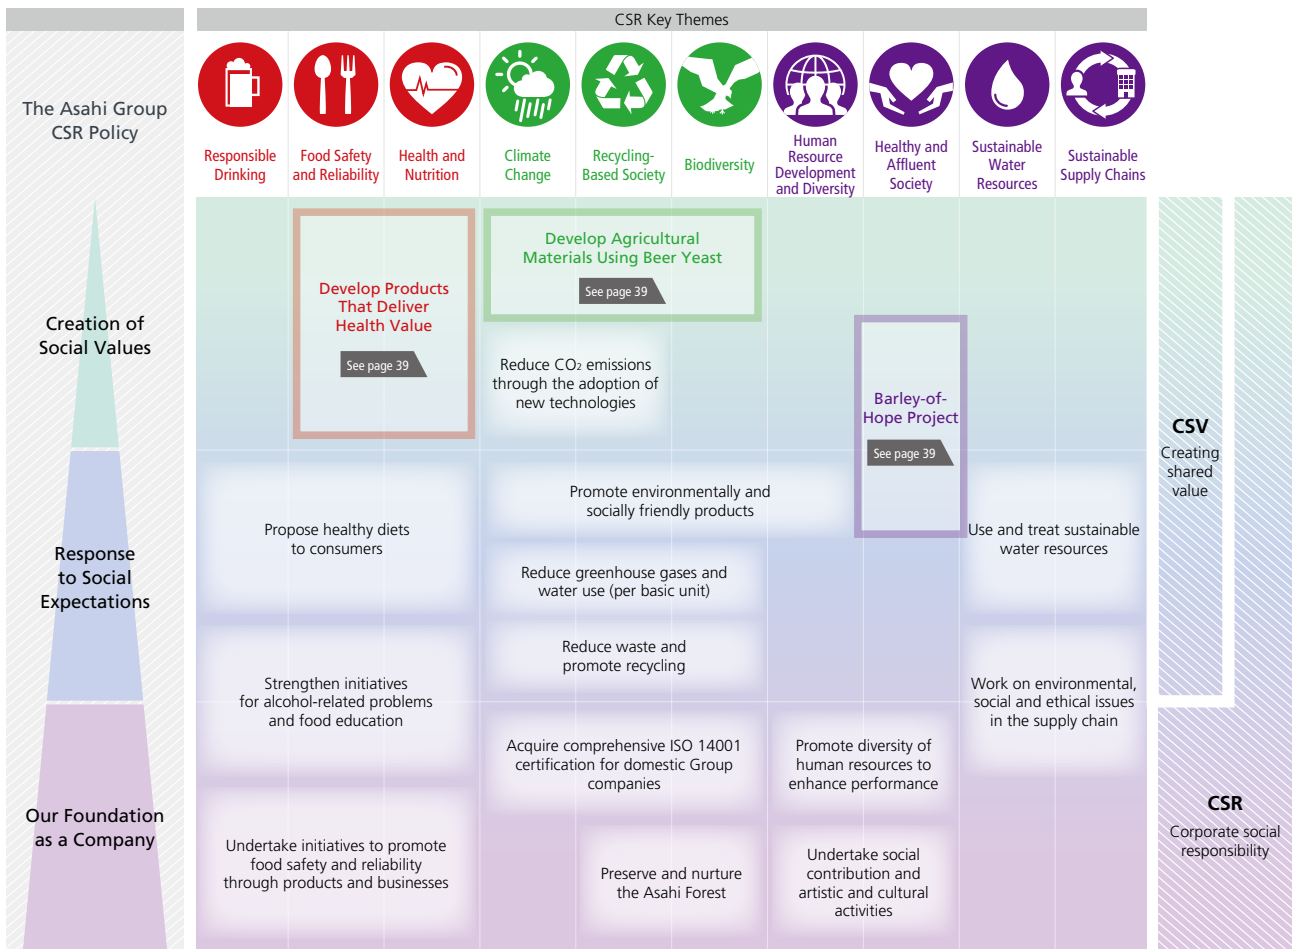 CSR Key Themes
The Asahi Group
CSR Policy
Responsible
Drinking
Food Safety
and Reliability
Health and
Nutrition
Climate
Change
Recycling-
Based Society
Biodiversity
Human
Resource
Development
and Diversity
Healthy and
Affluent
Society
Sustainable
Water
Resources
Sustainable
Supply Chains
Creation of
Social Values
Develop Products
That Deliver
Health Value
See page 39
Develop Agricultural
Materials Using Beer Yeast
See page 39
Reduce CO₂ emissions
through the adoption of
new technologies
Barley-of-
Hope Project
See page 39
CSV
Creating
shared
value
Response
to Social
Expectations
Propose healthy diets
to consumers
Promote environmentally and
socially friendly products
Use and treat sustainable
water resources
Reduce greenhouse gases and
water use (per basic unit)
Reduce waste and
promote recycling
Strengthen initiatives
for alcohol-related problems
and food education
Work on environmental,
social and ethical issues
in the supply chain
Our Foundation
as a Company
Acquire comprehensive ISO 14001
certification for domestic Group
companies
Promote diversity of
human resources to
enhance performance
Undertake initiatives to promote
food safety and reliability
through products and businesses
Preserve and nurture
the Asahi Forest
Undertake social
contribution and
artistic and cultural
activities
CSR
Corporate social
responsibility